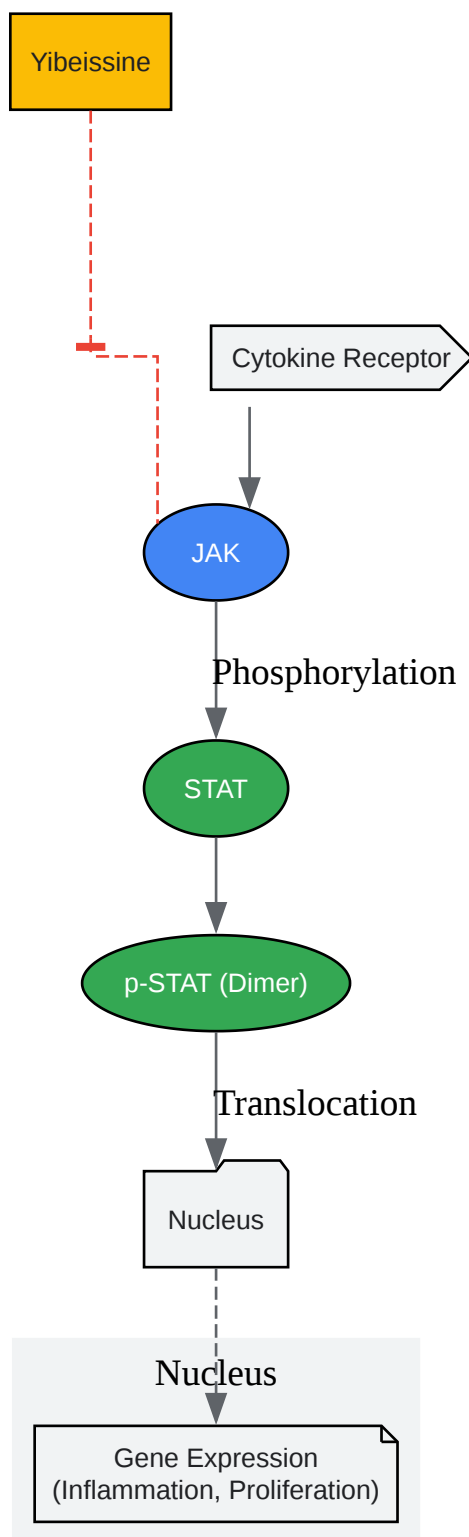 Yibeissine
Cytokine Receptor
JAK
Phosphorylation
STAT
p-STAT (Dimer)
Translocation
Nucleus
Nucleus
Gene Expression
(Inflammation, Proliferation)